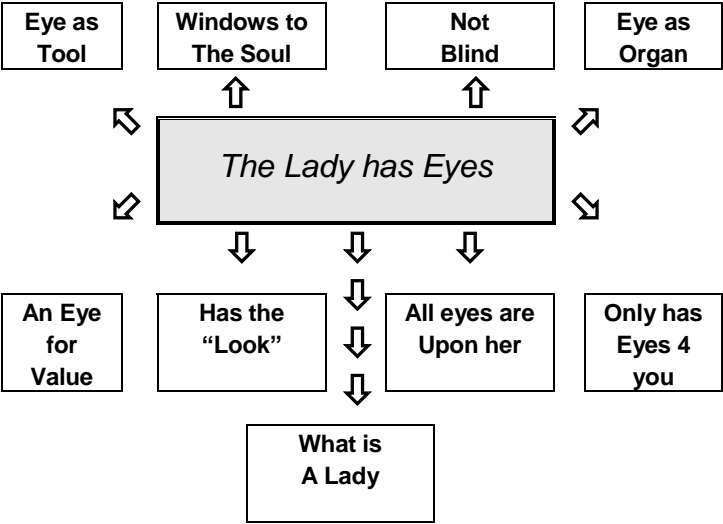 Eye as
Tool
Windows to
The Soul
Not
Blind
Eye as
Organ
The Lady has Eyes
An Eye
for
Value
Has the
“Look”
All eyes are
Upon her
Only has
Eyes 4
you
What is
A Lady